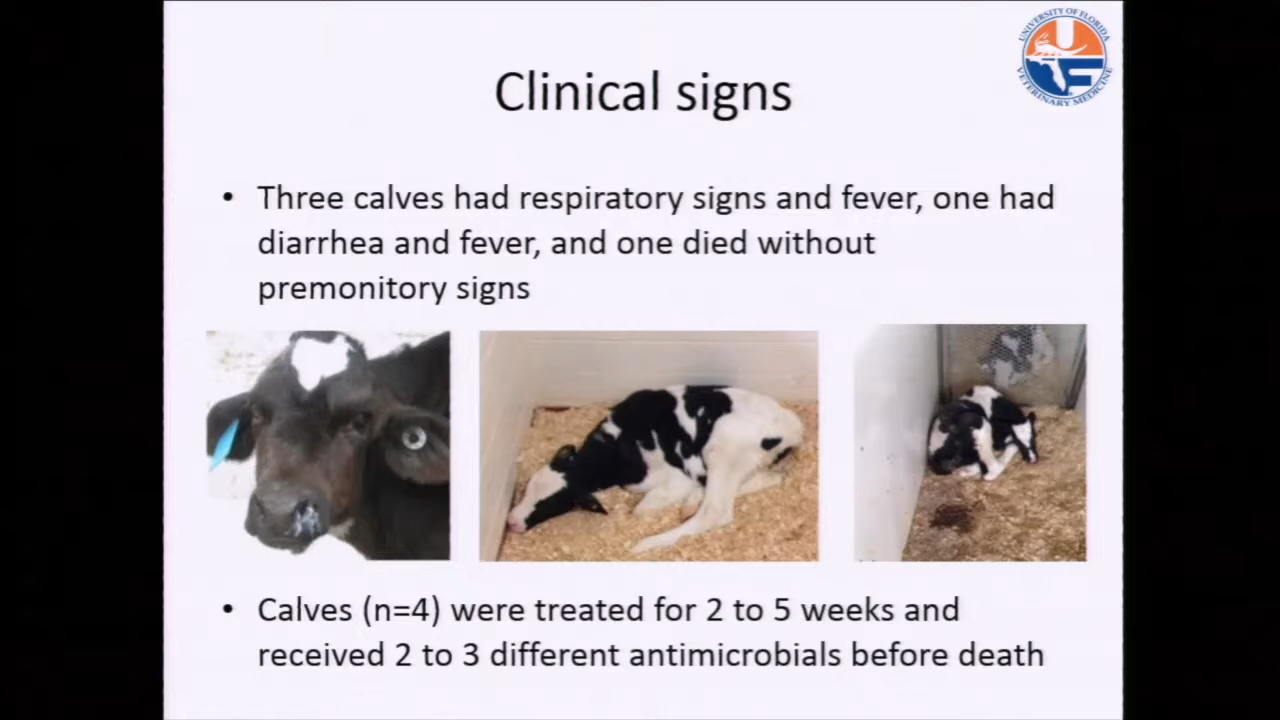 UNIVERSITY OF FLORIDA
UF
VETERINARY MEDICINE
Clinical signs
• Three calves had respiratory signs and fever, one had
diarrhea and fever, and one died without
premonitory signs
• Calves (n=4) were treated for 2 to 5 weeks and
received 2 to 3 different antimicrobials before death